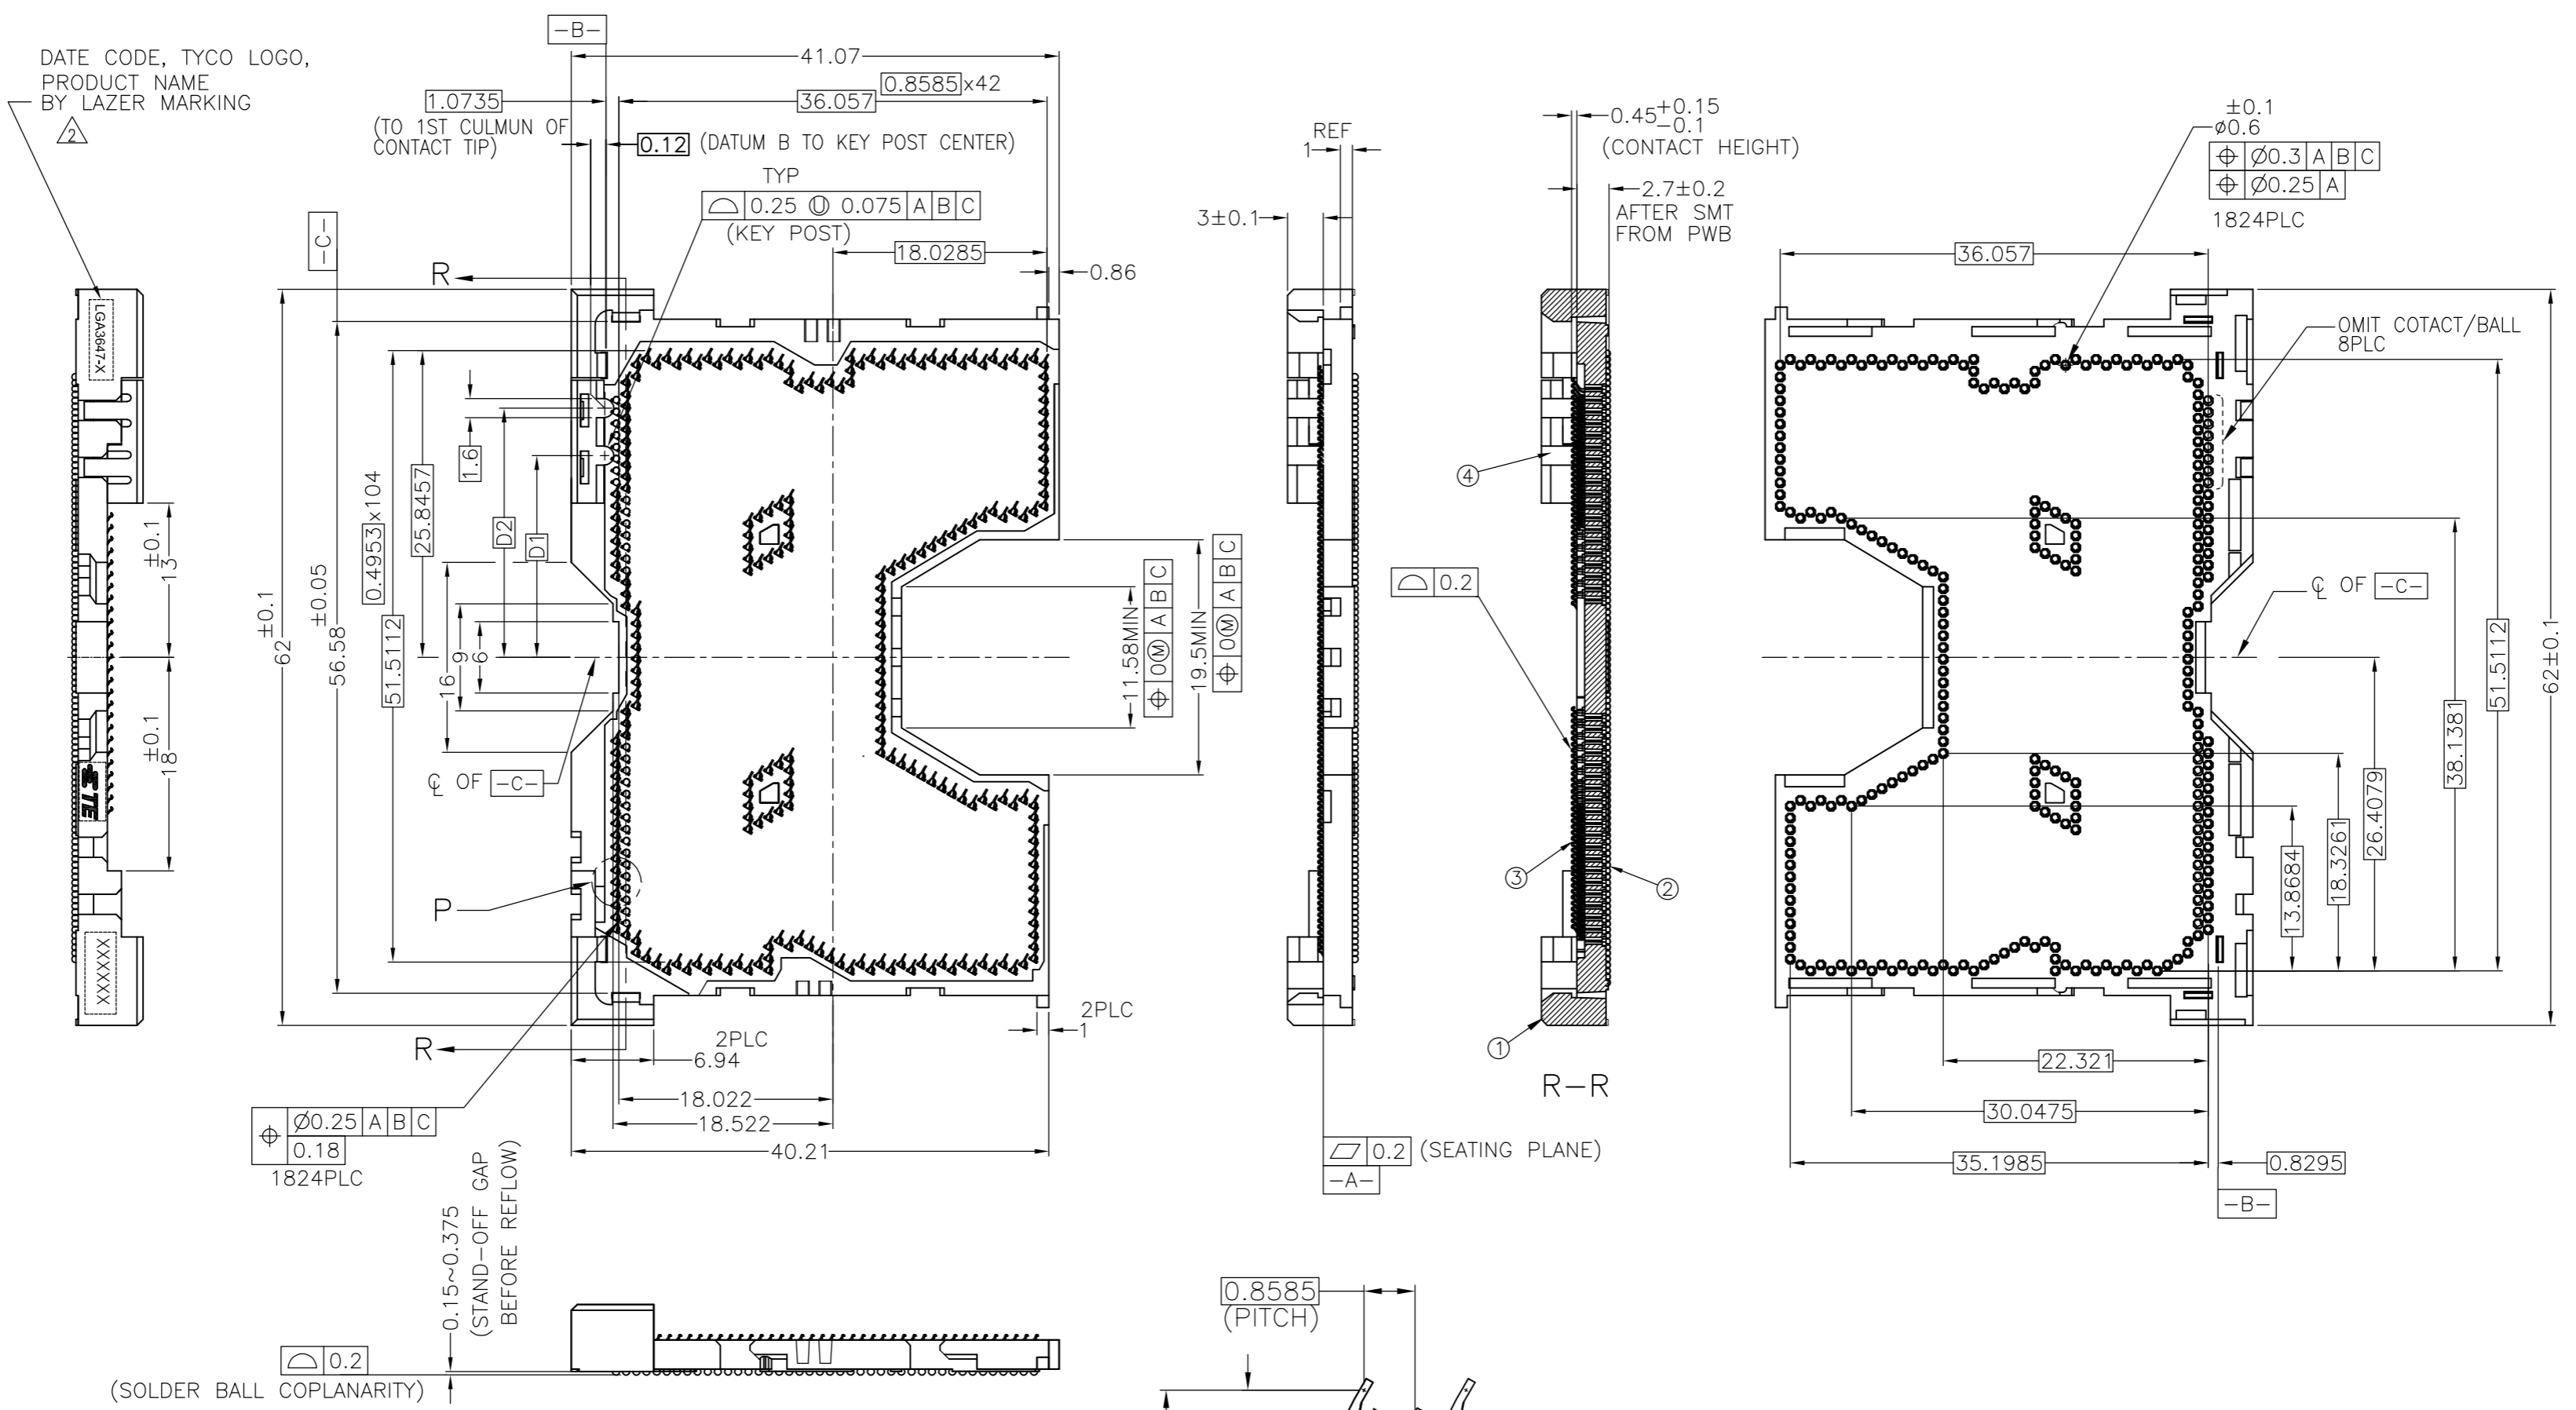 DATE CODE, TYCO LOGO,
PRODUCT NAME
BY LAZER MARKING
2
LGA3647-X
XXXXXX
TE
±0.1
13
±0.1
18
-B-
41.07
0.8585 x42
1.0735
36.057
(TO 1ST CULMUN OF
CONTACT TIP)
0.12 (DATUM B TO KEY POST CENTER)
TYP
0.25 Ⓤ 0.075 A B C
(KEY POST)
18.0285
0.86
-C-
R
±0.1
62
±0.05
56.58
0.4953 x104
51.5112
25.8457
1.6
D2
D1
16
9
6
℄ OF -C-
P
R
11.58MIN
⌖ 0Ⓜ A B C
19.5MIN
⌖ 0Ⓜ A B C
2PLC
1
2PLC
6.94
18.022
18.522
40.21
⌖ Ø0.25 A B C
0.18
1824PLC
0.15~0.375
(STAND-OFF GAP
BEFORE REFLOW)
0.2
(SOLDER BALL COPLANARITY)
REF
1
3±0.1
0.2 (SEATING PLANE)
-A-
0.45 +0.15
-0.1
(CONTACT HEIGHT)
2.7±0.2
AFTER SMT
FROM PWB
④
0.2
③
②
①
R-R
0.8585
(PITCH)
±0.1
ø0.6
⌖ Ø0.3 A B C
⌖ Ø0.25 A
1824PLC
36.057
OMIT COTACT/BALL
8PLC
℄ OF -C-
62±0.1
51.5112
38.1381
26.4079
18.3261
13.8684
22.321
30.0475
35.1985
0.8295
-B-